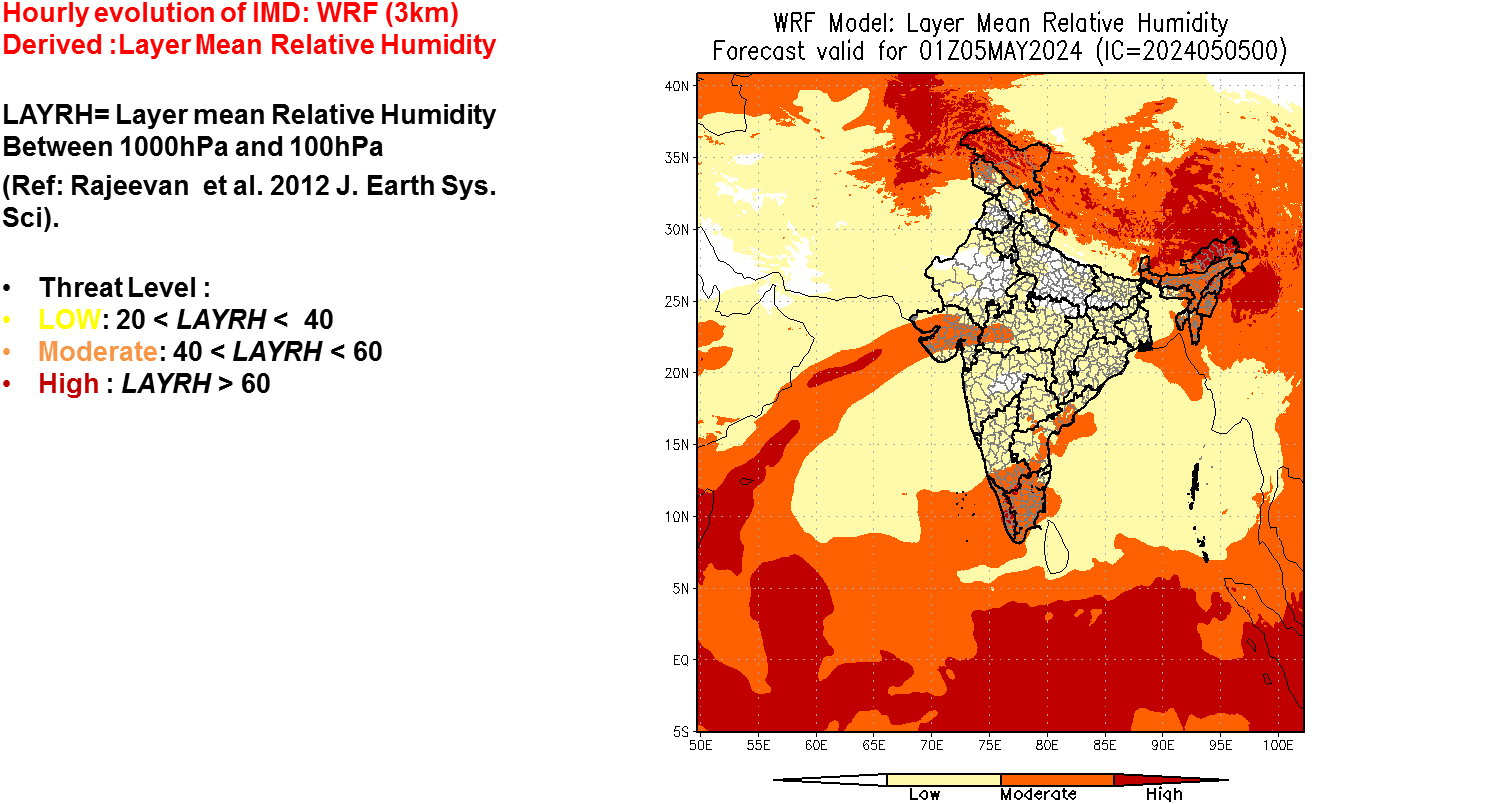 Hourly evolution of IMD: WRF (3km)
Derived :Layer Mean Relative Humidity
LAYRH= Layer mean Relative Humidity
Between 1000hPa and 100hPa
(Ref: Rajeevan et al. 2012 J. Earth Sys.
Sci).
• Threat Level :
• LOW: 20 < LAYRH < 40
• Moderate: 40 < LAYRH < 60
• High : LAYRH > 60
WRF Model: Layer Mean Relative Humidity
Forecast valid for 01Z05MAY2024 (IC=2024050500)
40N
35N
30N
25N
20N
15N
10N
5N
EQ
5S
50E 55E 60E 65E 70E 75E 80E 85E 90E 95E 100E
Low Moderate High